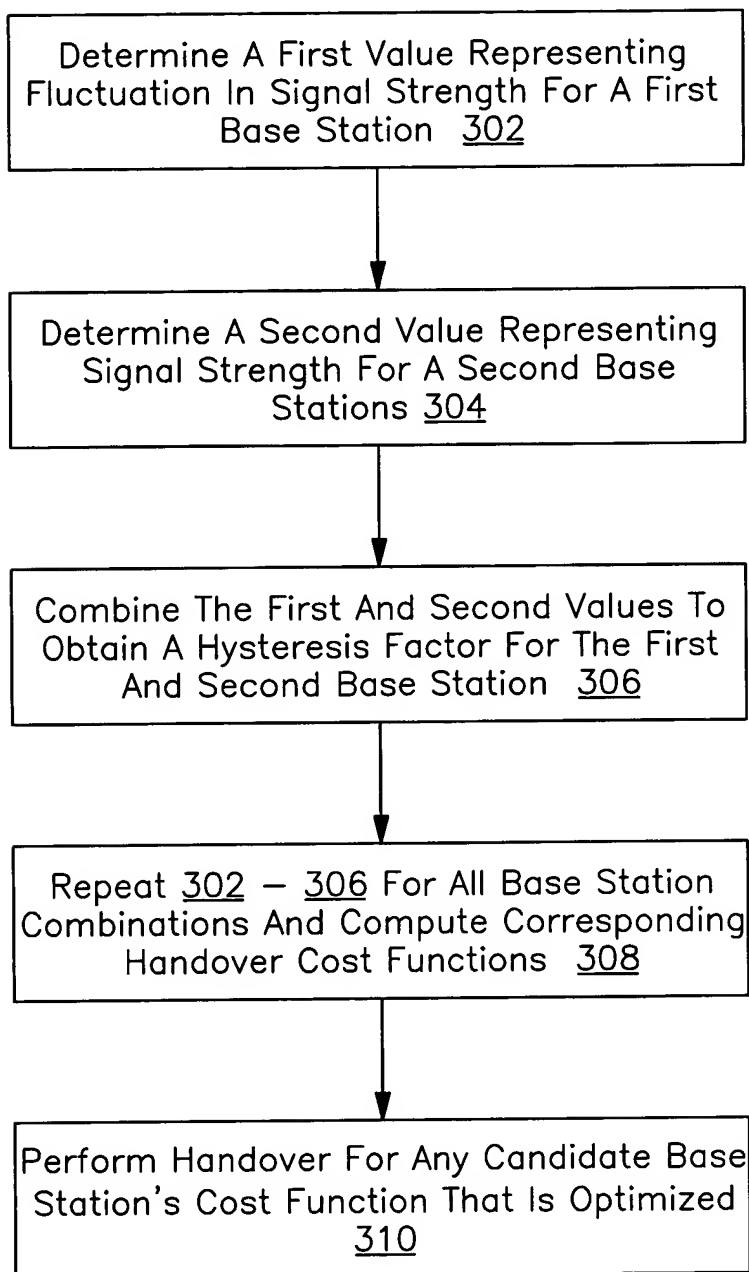 Determine A First Value Representing
Fluctuation In Signal Strength For A First
Base Station 302
Determine A Second Value Representing
Signal Strength For A Second Base
Stations 304
Combine The First And Second Values To
Obtain A Hysteresis Factor For The First
And Second Base Station 306
Repeat 302 – 306 For All Base Station
Combinations And Compute Corresponding
Handover Cost Functions 308
Perform Handover For Any Candidate Base
Station's Cost Function That Is Optimized
310